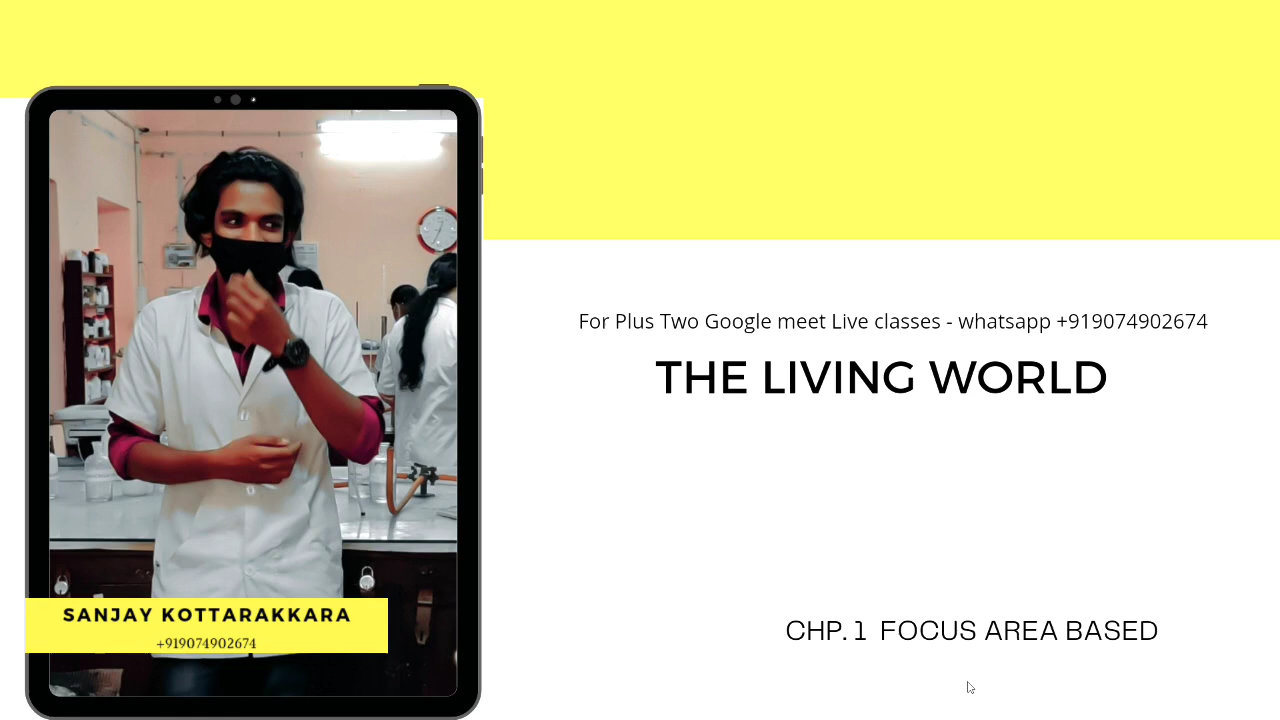 For Plus Two Google meet Live classes - whatsapp +919074902674
THE LIVING WORLD
SANJAY KOTTARAKKARA
+919074902674
CHP. 1 FOCUS AREA BASED